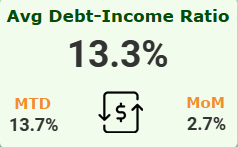 Avg Debt-Income Ratio
13.3%
MTD
$
MoM
13.7%
2.7%